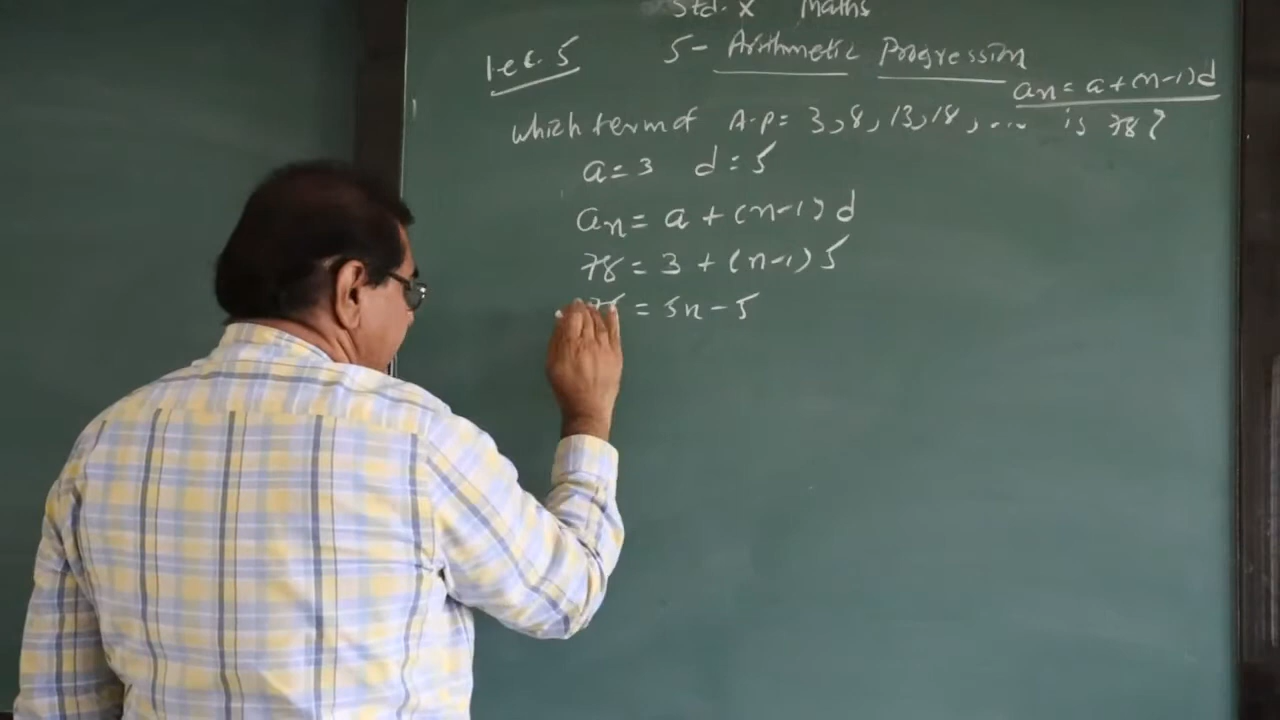 Std. X Maths
Lec. 5 5- Arithmetic Progression
an = a + (n-1) d
which term of A.P = 3, 8, 13, 18, ... is 78?
a = 3 d = 5
an = a + (n-1) d
78 = 3 + (n-1) 5
= 5n - 5